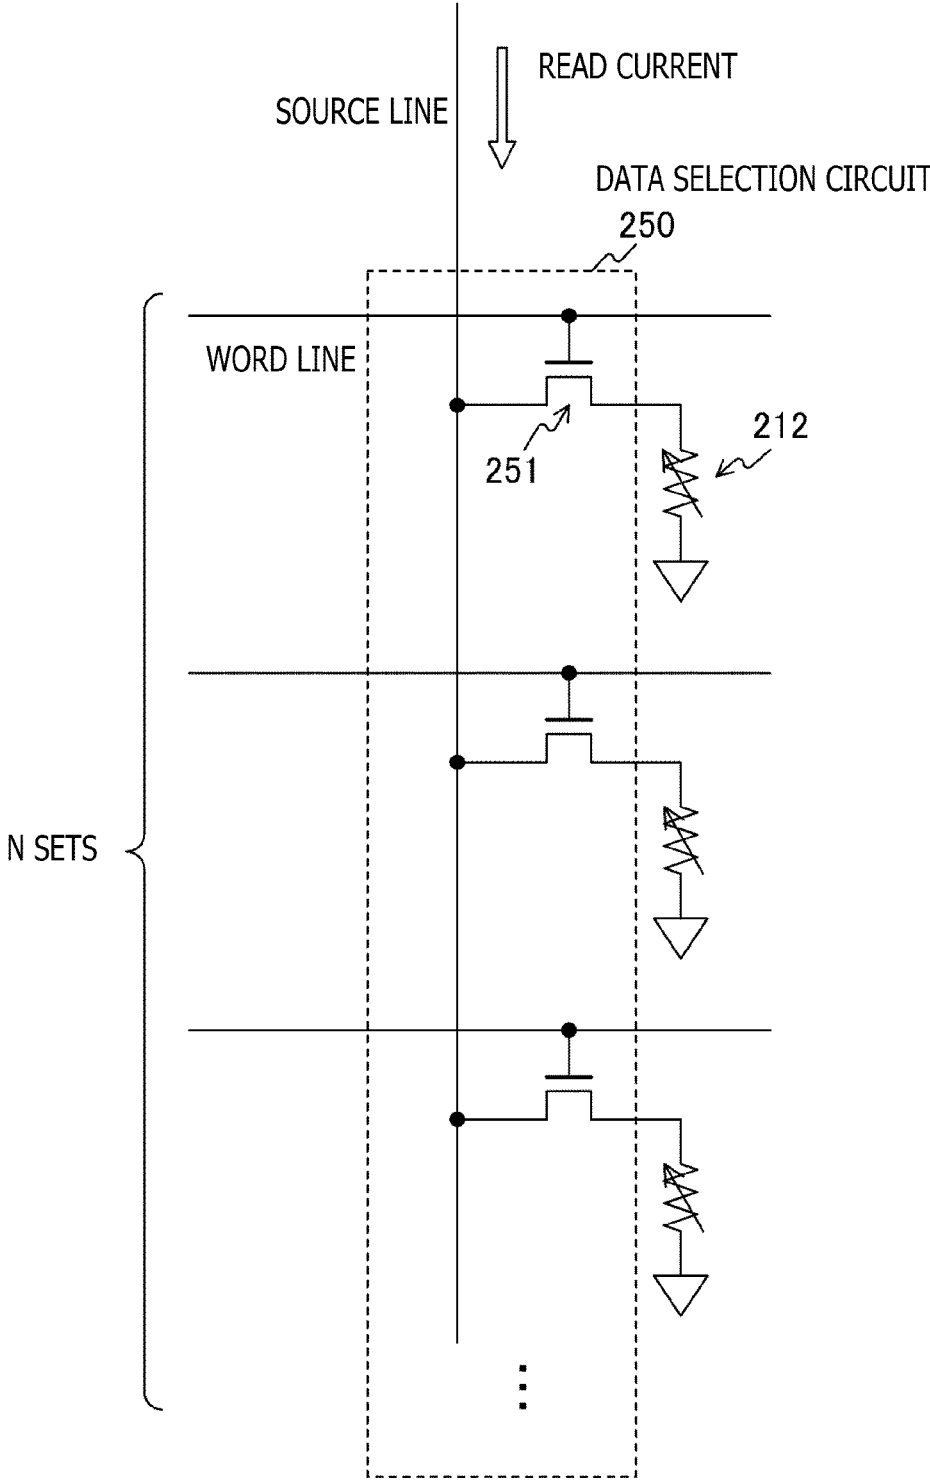 READ CURRENT
SOURCE LINE
DATA SELECTION CIRCUIT
250
WORD LINE
212
251
N SETS